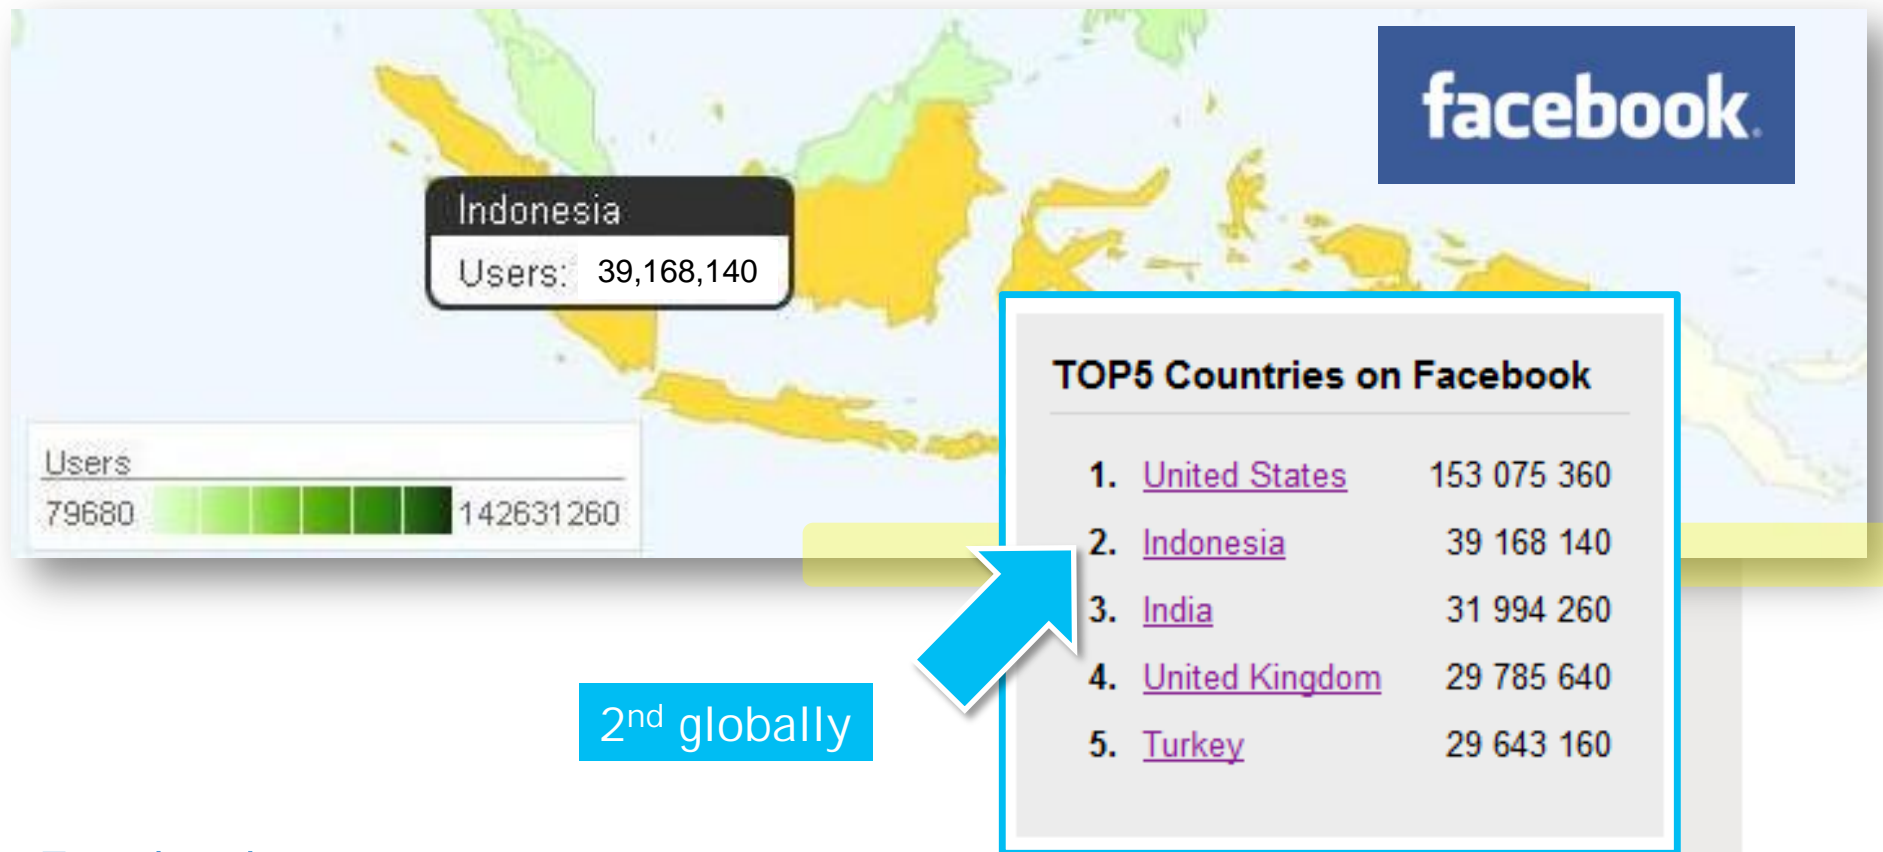 facebook.
Indonesia
Users: 39,168,140
TOP5 Countries on Facebook
1. United States 153 075 360
2. Indonesia 39 168 140
3. India 31 994 260
4. United Kingdom 29 785 640
5. Turkey 29 643 160
Users
79680 142631260
2nd globally